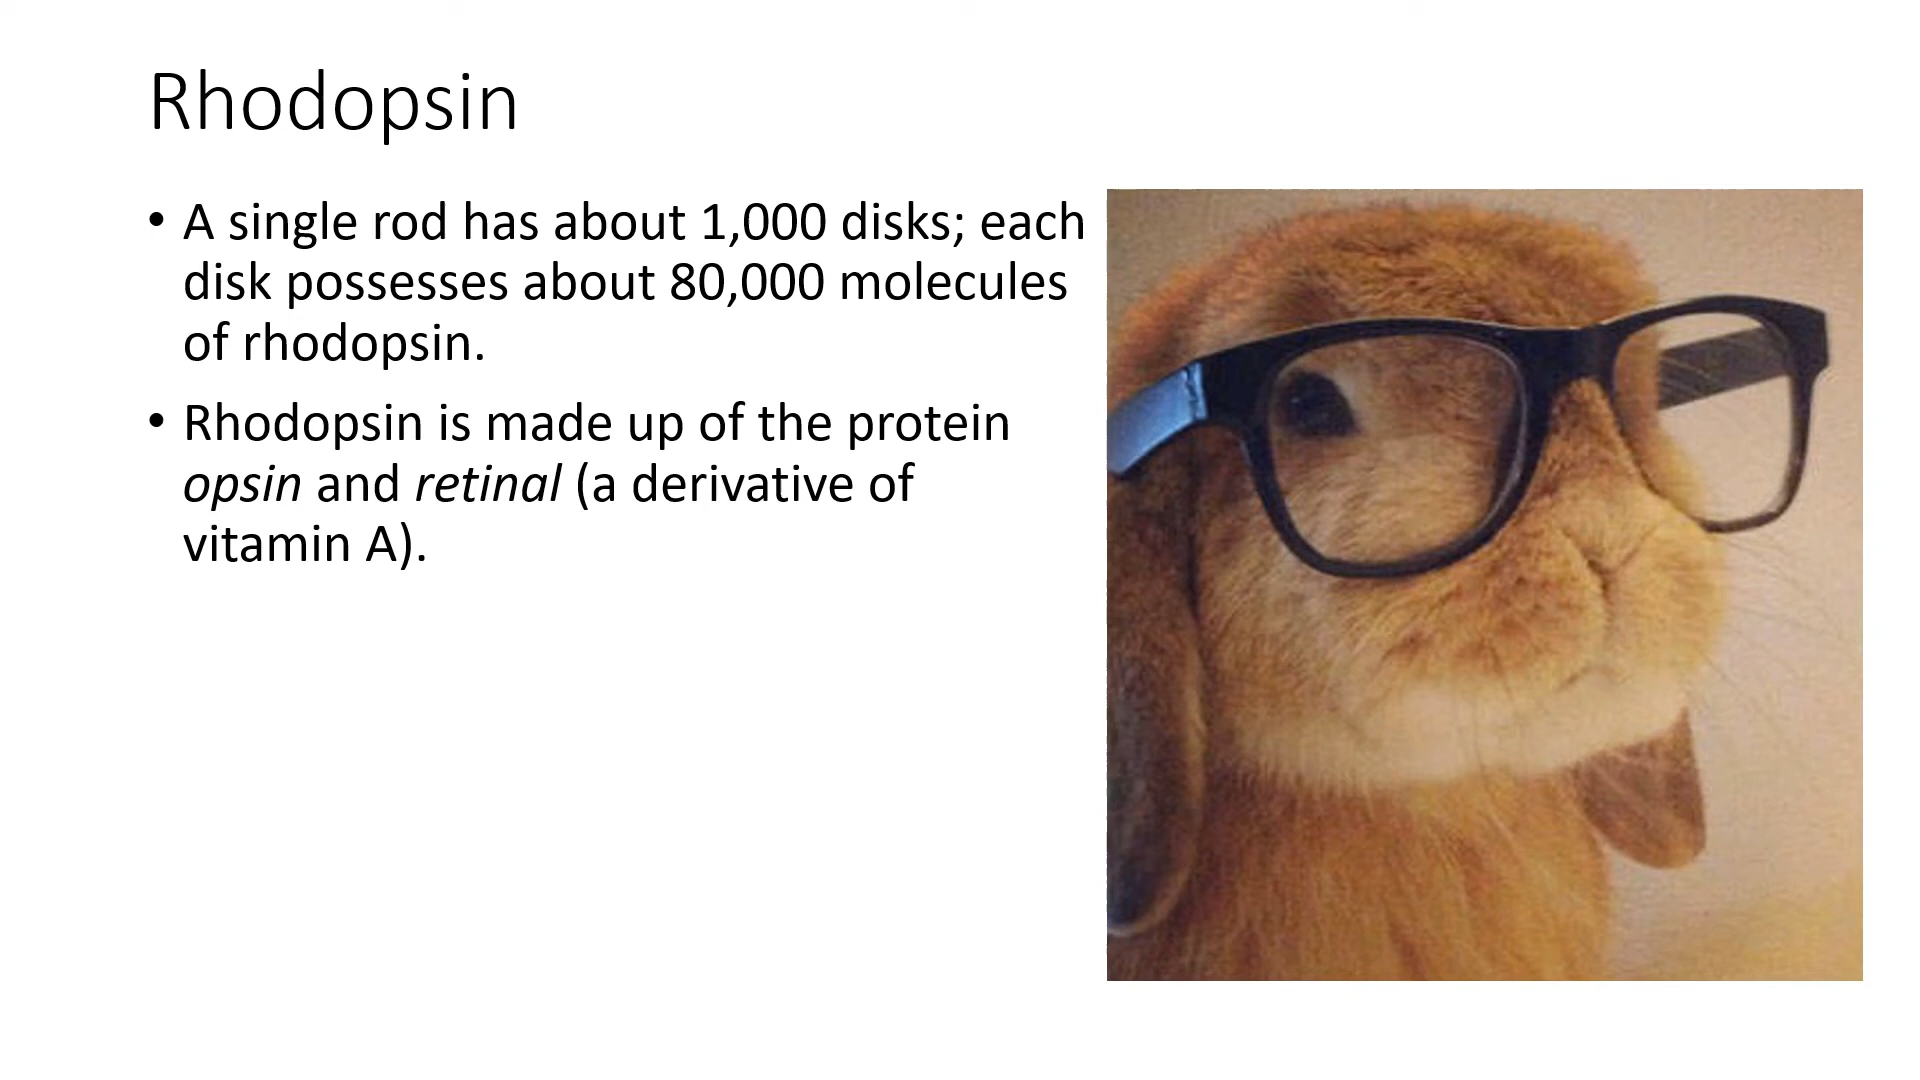 Rhodopsin
• A single rod has about 1,000 disks; each
disk possesses about 80,000 molecules
of rhodopsin.
• Rhodopsin is made up of the protein
opsin and retinal (a derivative of
vitamin A).